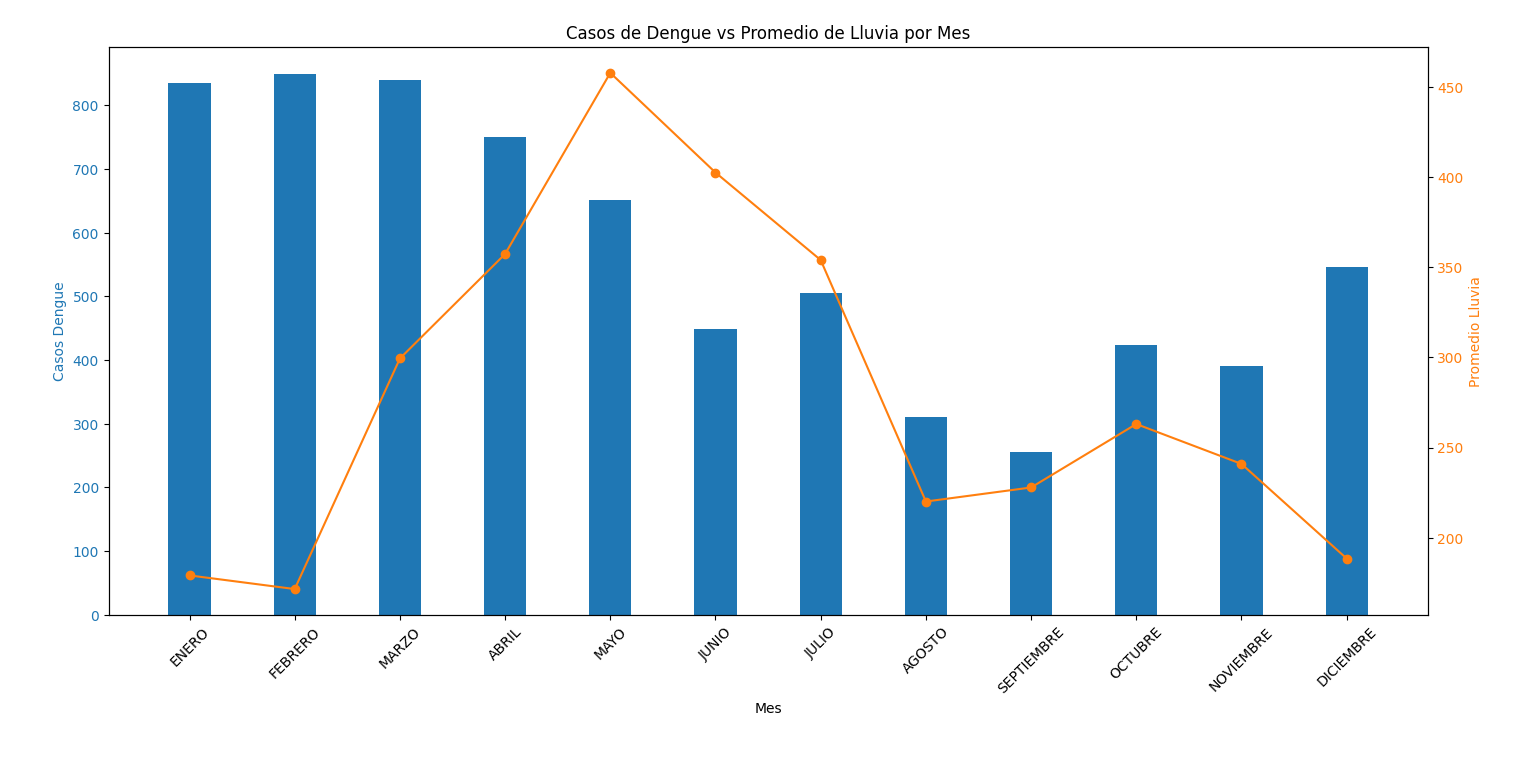 Casos de Dengue vs Promedio de Lluvia por Mes
Casos Dengue
800
700
600
500
400
300
200
100
0
450
400
350
300
250
200
Promedio Lluvia
ENERO
FEBRERO
MARZO
ABRIL
MAYO
JUNIO
JULIO
AGOSTO
SEPTIEMBRE
OCTUBRE
NOVIEMBRE
DICIEMBRE
Mes